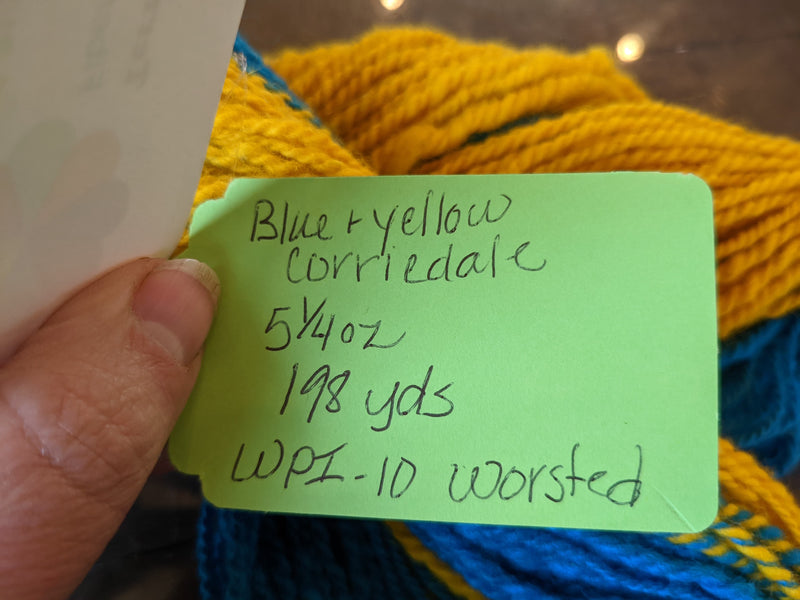 Blue + yellow
corriedale
5 1/4 oz
198 yds
WPI - 10 worsted